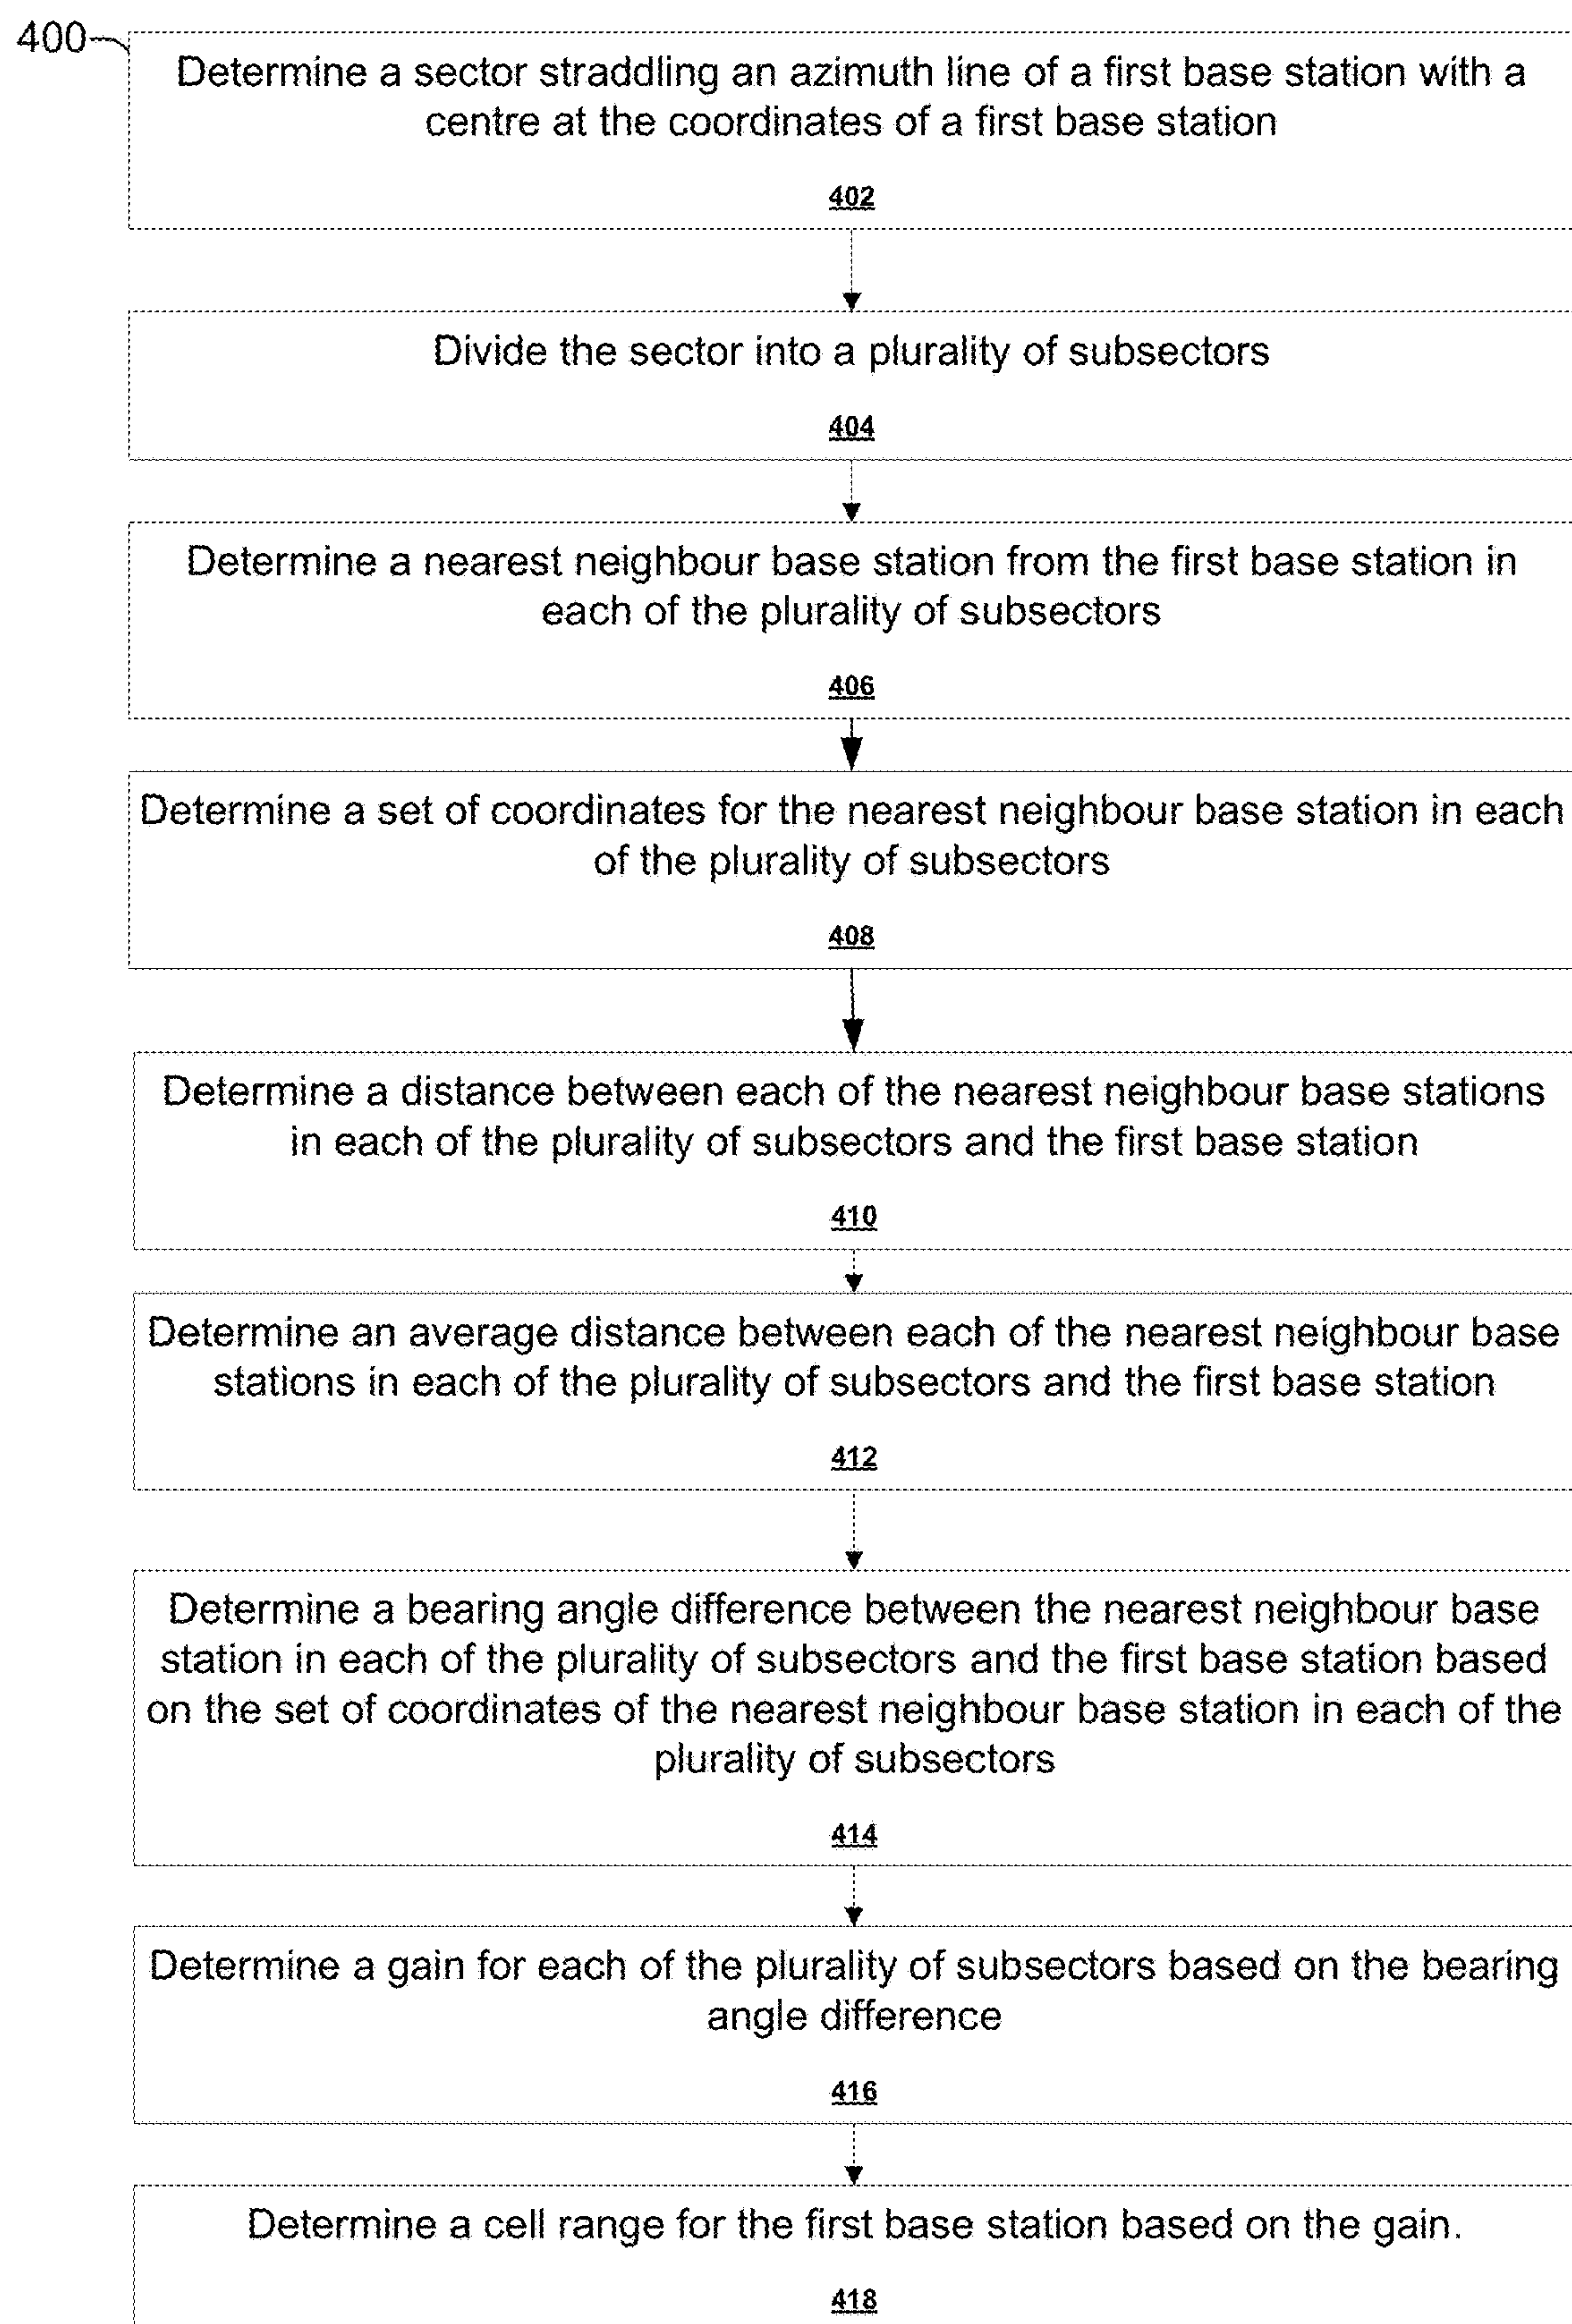 400
Determine a sector straddling an azimuth line of a first base station with a
centre at the coordinates of a first base station
402
Divide the sector into a plurality of subsectors
404
Determine a nearest neighbour base station from the first base station in
each of the plurality of subsectors
406
Determine a set of coordinates for the nearest neighbour base station in each
of the plurality of subsectors
408
Determine a distance between each of the nearest neighbour base stations
in each of the plurality of subsectors and the first base station
410
Determine an average distance between each of the nearest neighbour base
stations in each of the plurality of subsectors and the first base station
412
Determine a bearing angle difference between the nearest neighbour base
station in each of the plurality of subsectors and the first base station based
on the set of coordinates of the nearest neighbour base station in each of the
plurality of subsectors
414
Determine a gain for each of the plurality of subsectors based on the bearing
angle difference
416
Determine a cell range for the first base station based on the gain.
418